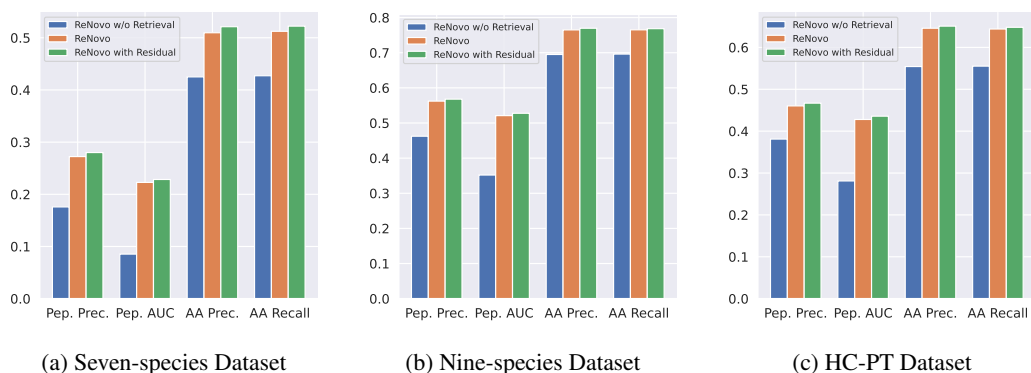 ReNovo w/o Retrieval
ReNovo
ReNovo with Residual
0.5
0.4
0.3
0.2
0.1
0.0
Pep. Prec. Pep. AUC AA Prec. AA Recall
(a) Seven-species Dataset
ReNovo w/o Retrieval
ReNovo
ReNovo with Residual
0.8
0.7
0.6
0.5
0.4
0.3
0.2
0.1
0.0
Pep. Prec. Pep. AUC AA Prec. AA Recall
(b) Nine-species Dataset
ReNovo w/o Retrieval
ReNovo
ReNovo with Residual
0.6
0.5
0.4
0.3
0.2
0.1
0.0
Pep. Prec. Pep. AUC AA Prec. AA Recall
(c) HC-PT Dataset